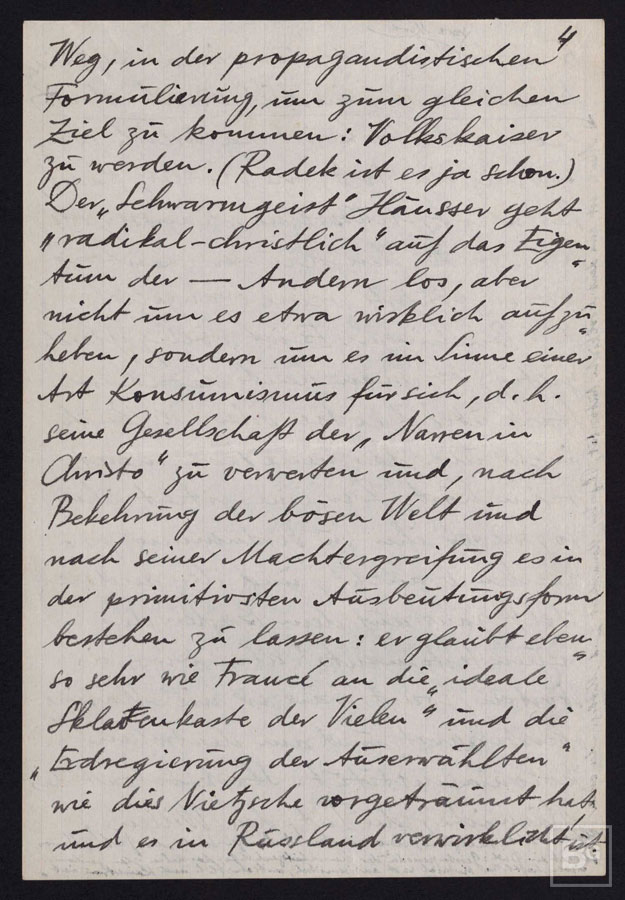 4
Weg, in der propagandistischen
Formulierung, um zum gleichen
Ziel zu kommen: Volkskaiser
zu werden. (Radek ist es ja schon.)
Der „Schwarmgeist" Häusser geht
„radikal-christlich" auf das Eigen„
tum der — Andern los, aber
nicht um es etwa wirklich aufzu„
heben, sondern um es im Sinne einer
Art Konsumismus für sich, d. h.
seine Gesellschaft der „Narren in
Christo" zu verwerten und, nach
Bekehrung der bösen Welt und
nach seiner Machtergreifung es in
der primitivsten Ausbeutungsform
bestehen zu lassen: er glaubt eben„
so sehr wie Francé an die „ideale
Sklavenkaste der Vielen" und die
„Erdregierung der Auserwählten"
wie dies Nietzsche vorgeträumt hat
und es in Russland verwirklicht ist.